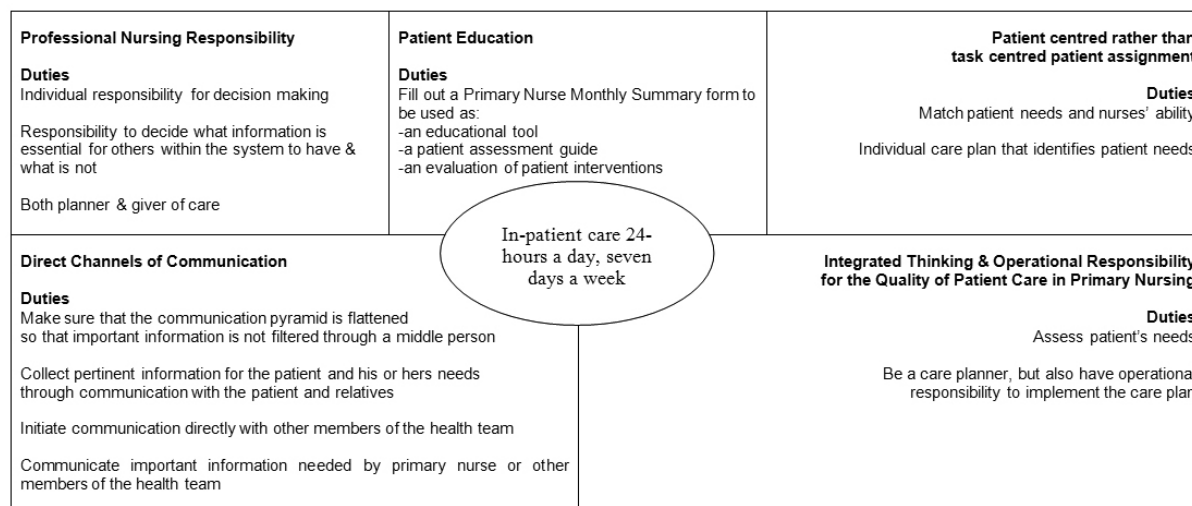 Professional Nursing Responsibility
Duties
Individual responsibility for decision making
Responsibility to decide what information is
essential for others within the system to have &
what is not
Both planner & giver of care
Patient Education
Duties
Fill out a Primary Nurse Monthly Summary form to
be used as:
-an educational tool
-a patient assessment guide
-an evaluation of patient interventions
Patient centred rather than
task centred patient assignment
Duties
Match patient needs and nurses' ability
Individual care plan that identifies patient needs
In-patient care 24-
hours a day, seven
days a week
Direct Channels of Communication
Duties
Make sure that the communication pyramid is flattened
so that important information is not filtered through a middle person
Collect pertinent information for the patient and his or hers needs
through communication with the patient and relatives
Initiate communication directly with other members of the health team
Communicate important information needed by primary nurse or other
members of the health team
Integrated Thinking & Operational Responsibility
for the Quality of Patient Care in Primary Nursing
Duties
Assess patient's needs
Be a care planner, but also have operational
responsibility to implement the care plan